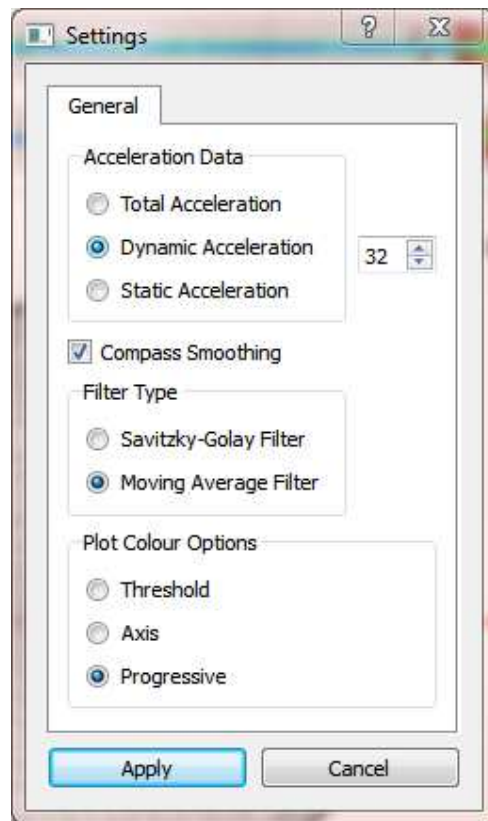 Settings
General
Acceleration Data
Total Acceleration
Dynamic Acceleration
32
Static Acceleration
Compass Smoothing
Filter Type
Savitzky-Golay Filter
Moving Average Filter
Plot Colour Options
Threshold
Axis
Progressive
Apply Cancel